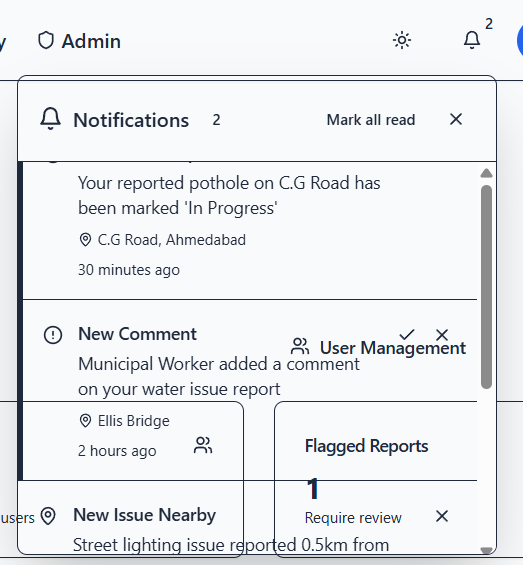 y
Admin
2
Notifications
2
Mark all read
Your reported pothole on C.G Road has
been marked 'In Progress'
C.G Road, Ahmedabad
30 minutes ago
New Comment
User Management
Municipal Worker added a comment
on your water issue report
Ellis Bridge
2 hours ago
Flagged Reports
1
Require review
users
New Issue Nearby
Street lighting issue reported 0.5km from